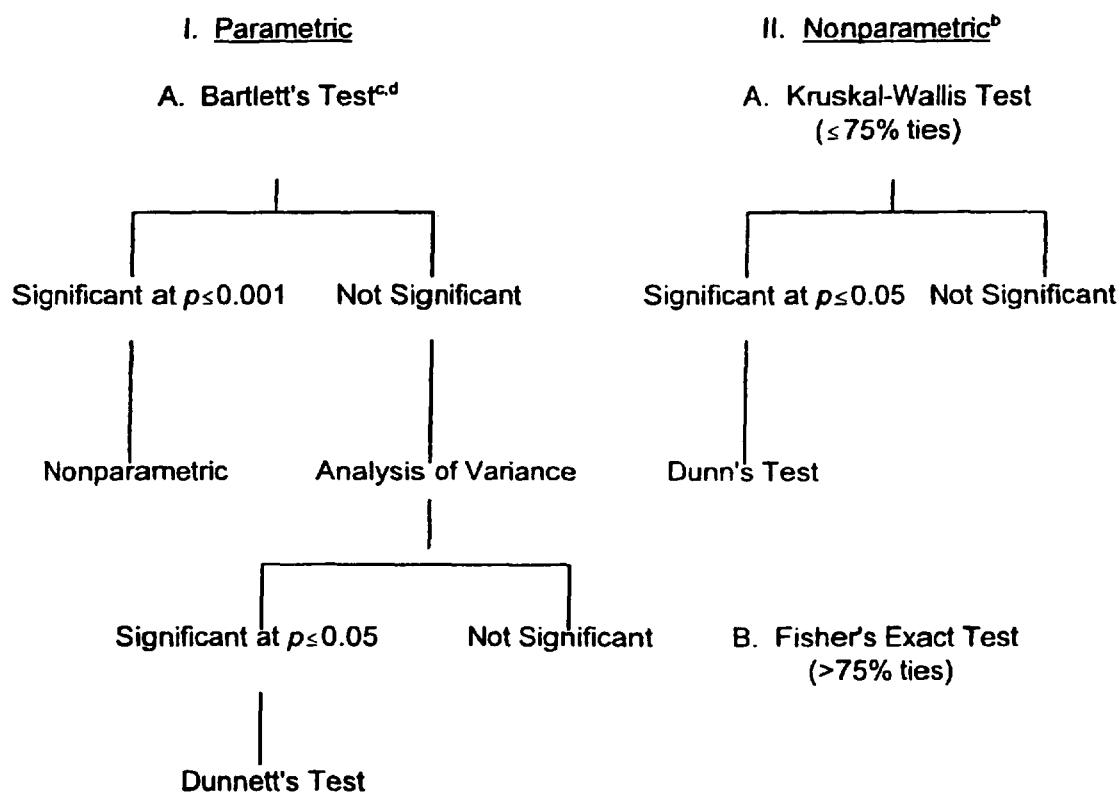 I. Parametric
A. Bartlett's Testᶜ,ᵈ
Significant at p≤0.001
Not Significant
Nonparametric
Analysis of Variance
Significant at p≤0.05
Not Significant
Dunnett's Test
II. Nonparametricᵇ
A. Kruskal-Wallis Test
(≤75% ties)
Significant at p≤0.05
Not Significant
Dunn's Test
B. Fisher's Exact Test
(>75% ties)